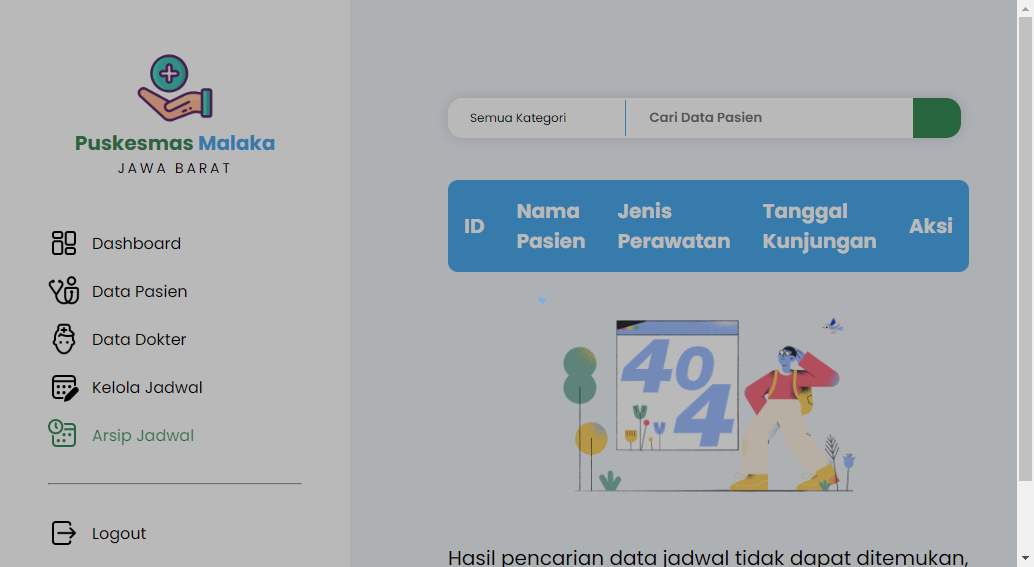 Puskesmas Malaka
JAWA BARAT
Dashboard
Data Pasien
Data Dokter
Kelola Jadwal
Arsip Jadwal
Logout
Semua Kategori
Cari Data Pasien
ID
Nama
Pasien
Jenis
Perawatan
Tanggal
Kunjungan
Aksi
404
Hasil pencarian data jadwal tidak dapat ditemukan,